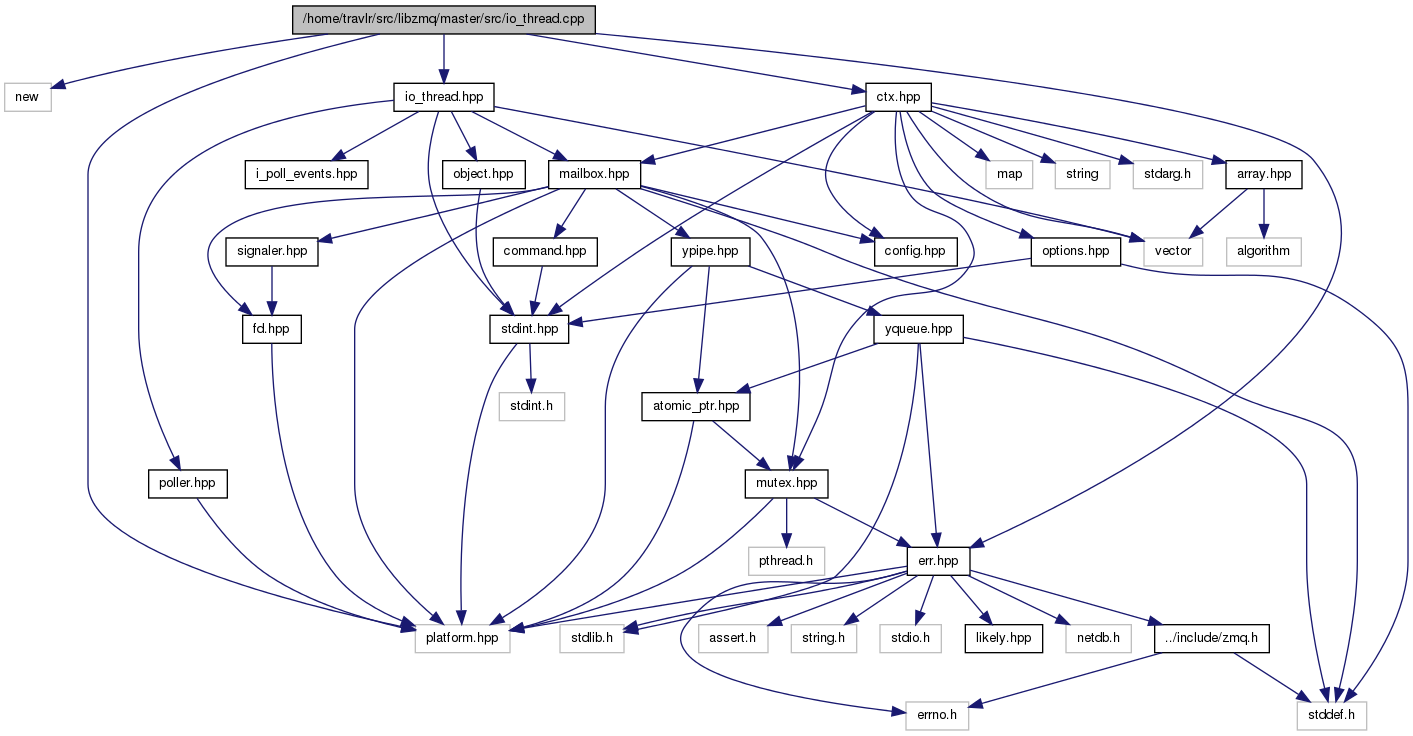 /home/travlr/src/libzmq/master/src/io_thread.cpp
new
io_thread.hpp
ctx.hpp
i_poll_events.hpp
object.hpp
mailbox.hpp
map
string
stdarg.h
array.hpp
signaler.hpp
command.hpp
ypipe.hpp
config.hpp
options.hpp
vector
algorithm
fd.hpp
stdint.hpp
yqueue.hpp
stdint.h
atomic_ptr.hpp
poller.hpp
mutex.hpp
pthread.h
err.hpp
platform.hpp
stdlib.h
assert.h
string.h
stdio.h
likely.hpp
netdb.h
../include/zmq.h
errno.h
stddef.h